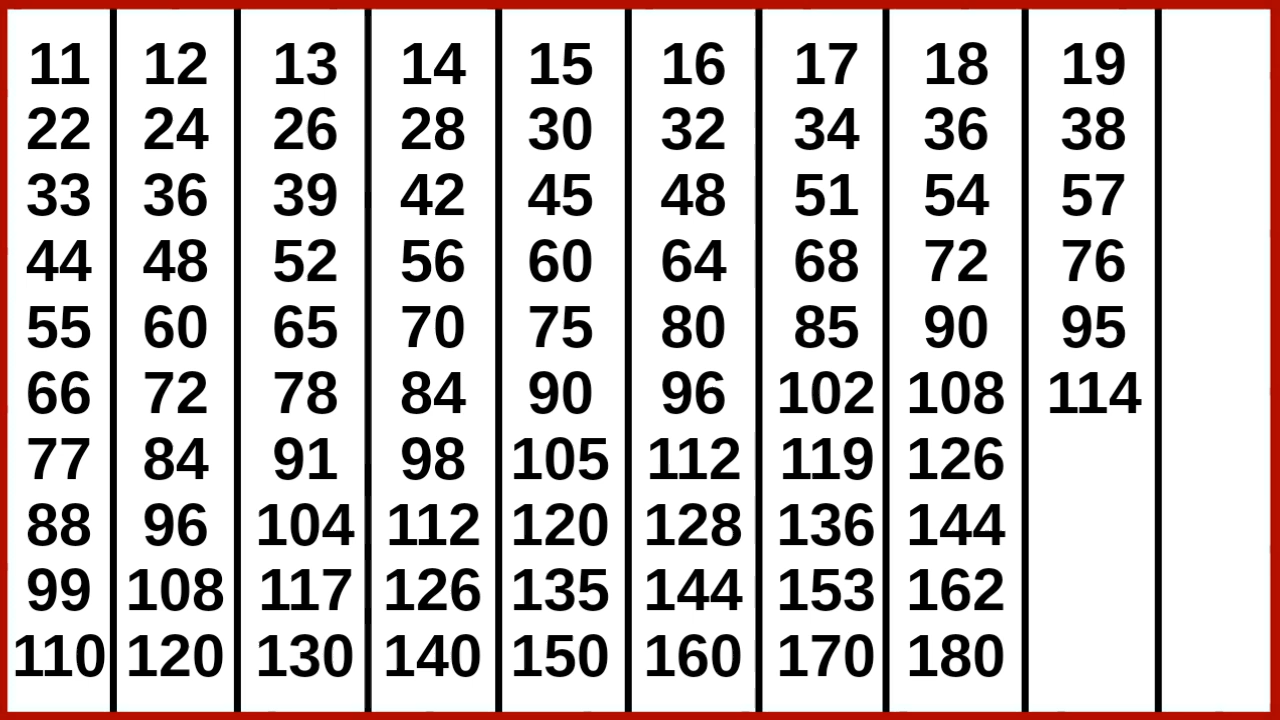 11 12 13 14 15 16 17 18 19
22 24 26 28 30 32 34 36 38
33 36 39 42 45 48 51 54 57
44 48 52 56 60 64 68 72 76
55 60 65 70 75 80 85 90 95
66 72 78 84 90 96 102 108 114
77 84 91 98 105 112 119 126
88 96 104 112 120 128 136 144
99 108 117 126 135 144 153 162
110 120 130 140 150 160 170 180